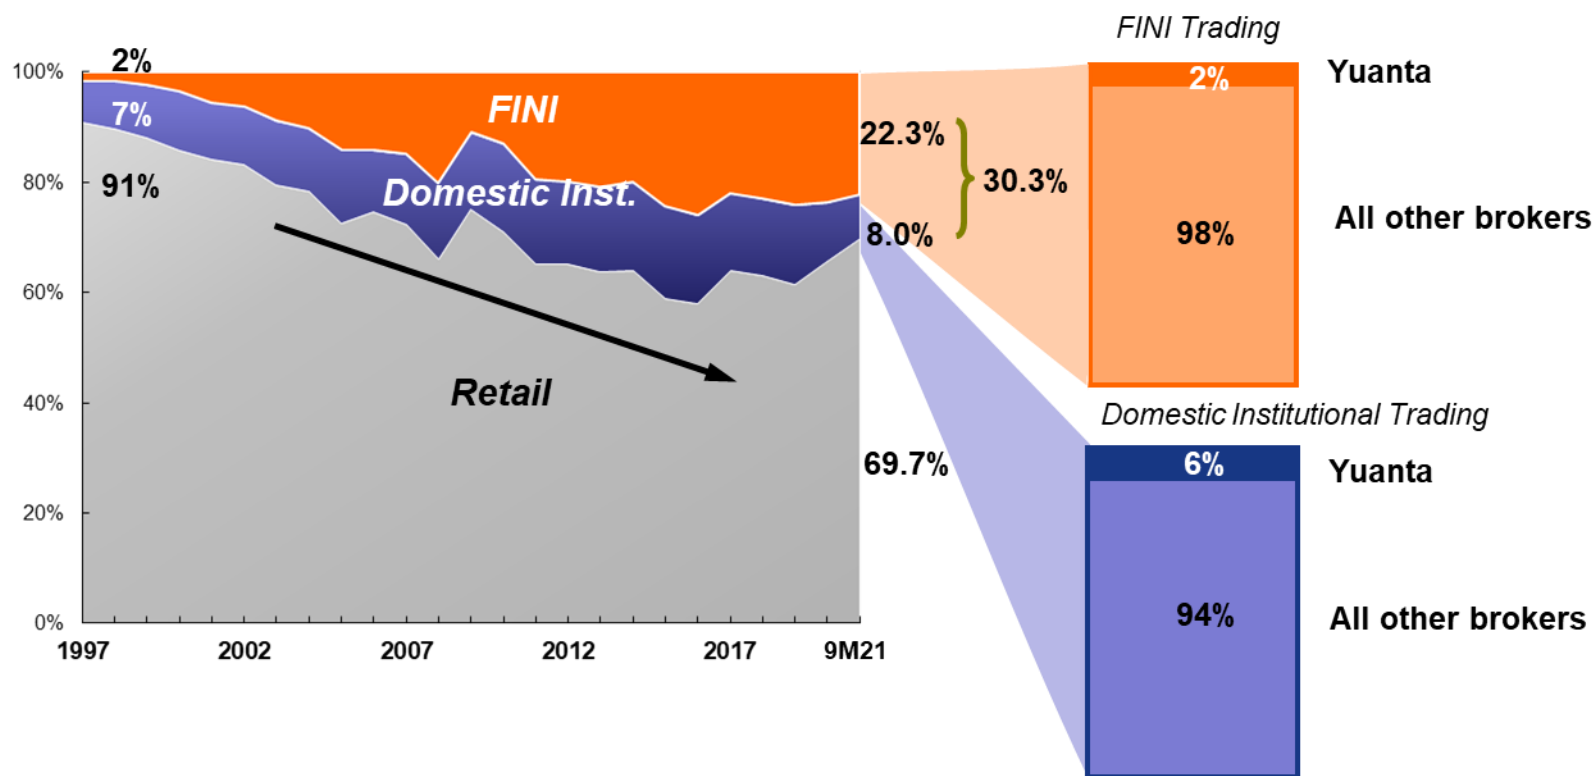 FINI Trading
2%
100%
2%
Yuanta
FINI
7%
22.3%
80%
91%
Domestic Inst.
30.3%
8.0%
98%
All other brokers
60%
Retail
40%
Domestic Institutional Trading
69.7%
6%
Yuanta
20%
94%
All other brokers
0%
1997
2002
2007
2012
2017
9M21